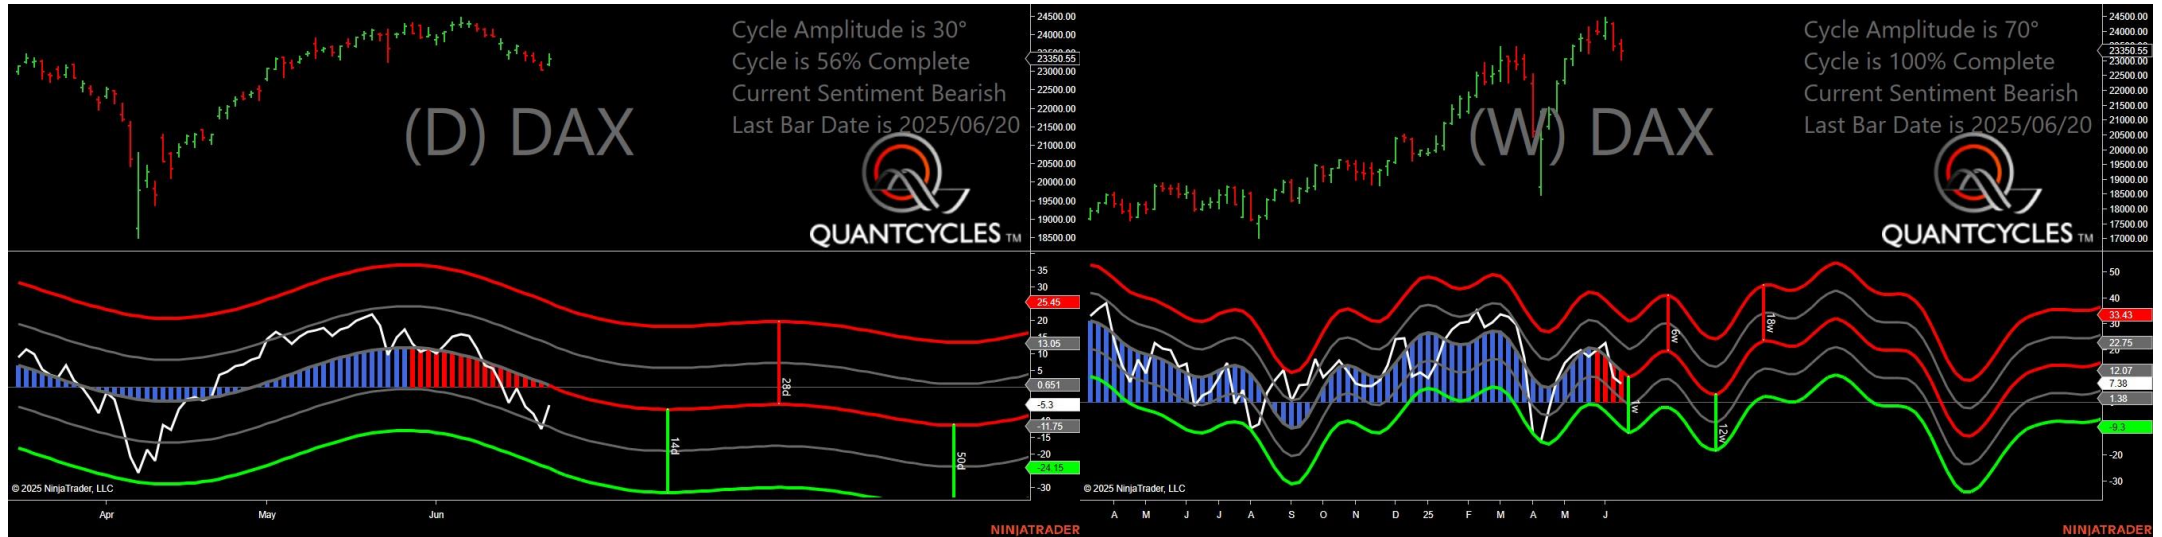 Cycle Amplitude is 30°
Cycle is 56% Complete
Current Sentiment Bearish
Last Bar Date is 2025/06/20
(D) DAX
QUANTCYCLES TM
24500.00
24000.00
23350.55
23000.00
22500.00
22000.00
21500.00
21000.00
20500.00
20000.00
19500.00
19000.00
18500.00
35
30
25.45
20
13.05
10
5
0.651
-5.3
-11.75
-15
-20
-24.15
-30
14d
28d
50d
© 2025 NinjaTrader, LLC
Apr
May
Jun
NINJATRADER
Cycle Amplitude is 70°
Cycle is 100% Complete
Current Sentiment Bearish
Last Bar Date is 2025/06/20
(W) DAX
QUANTCYCLES TM
24500.00
24000.00
23350.55
23000.00
22500.00
22000.00
21500.00
21000.00
20500.00
20000.00
19500.00
19000.00
18500.00
18000.00
17500.00
17000.00
50
40
33.43
30
22.75
20
12.07
7.38
1.38
-9.3
-20
-30
1w
6w
12w
18w
© 2025 NinjaTrader, LLC
A
M
J
J
A
S
O
N
D
25
F
M
A
M
J
NINJATRADER